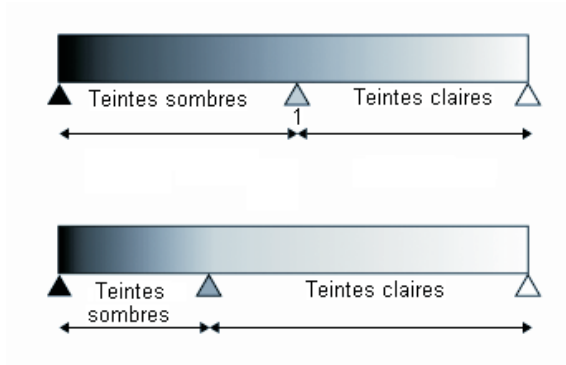 Teintes sombres
Teintes claires
1
Teintes
sombres
Teintes claires